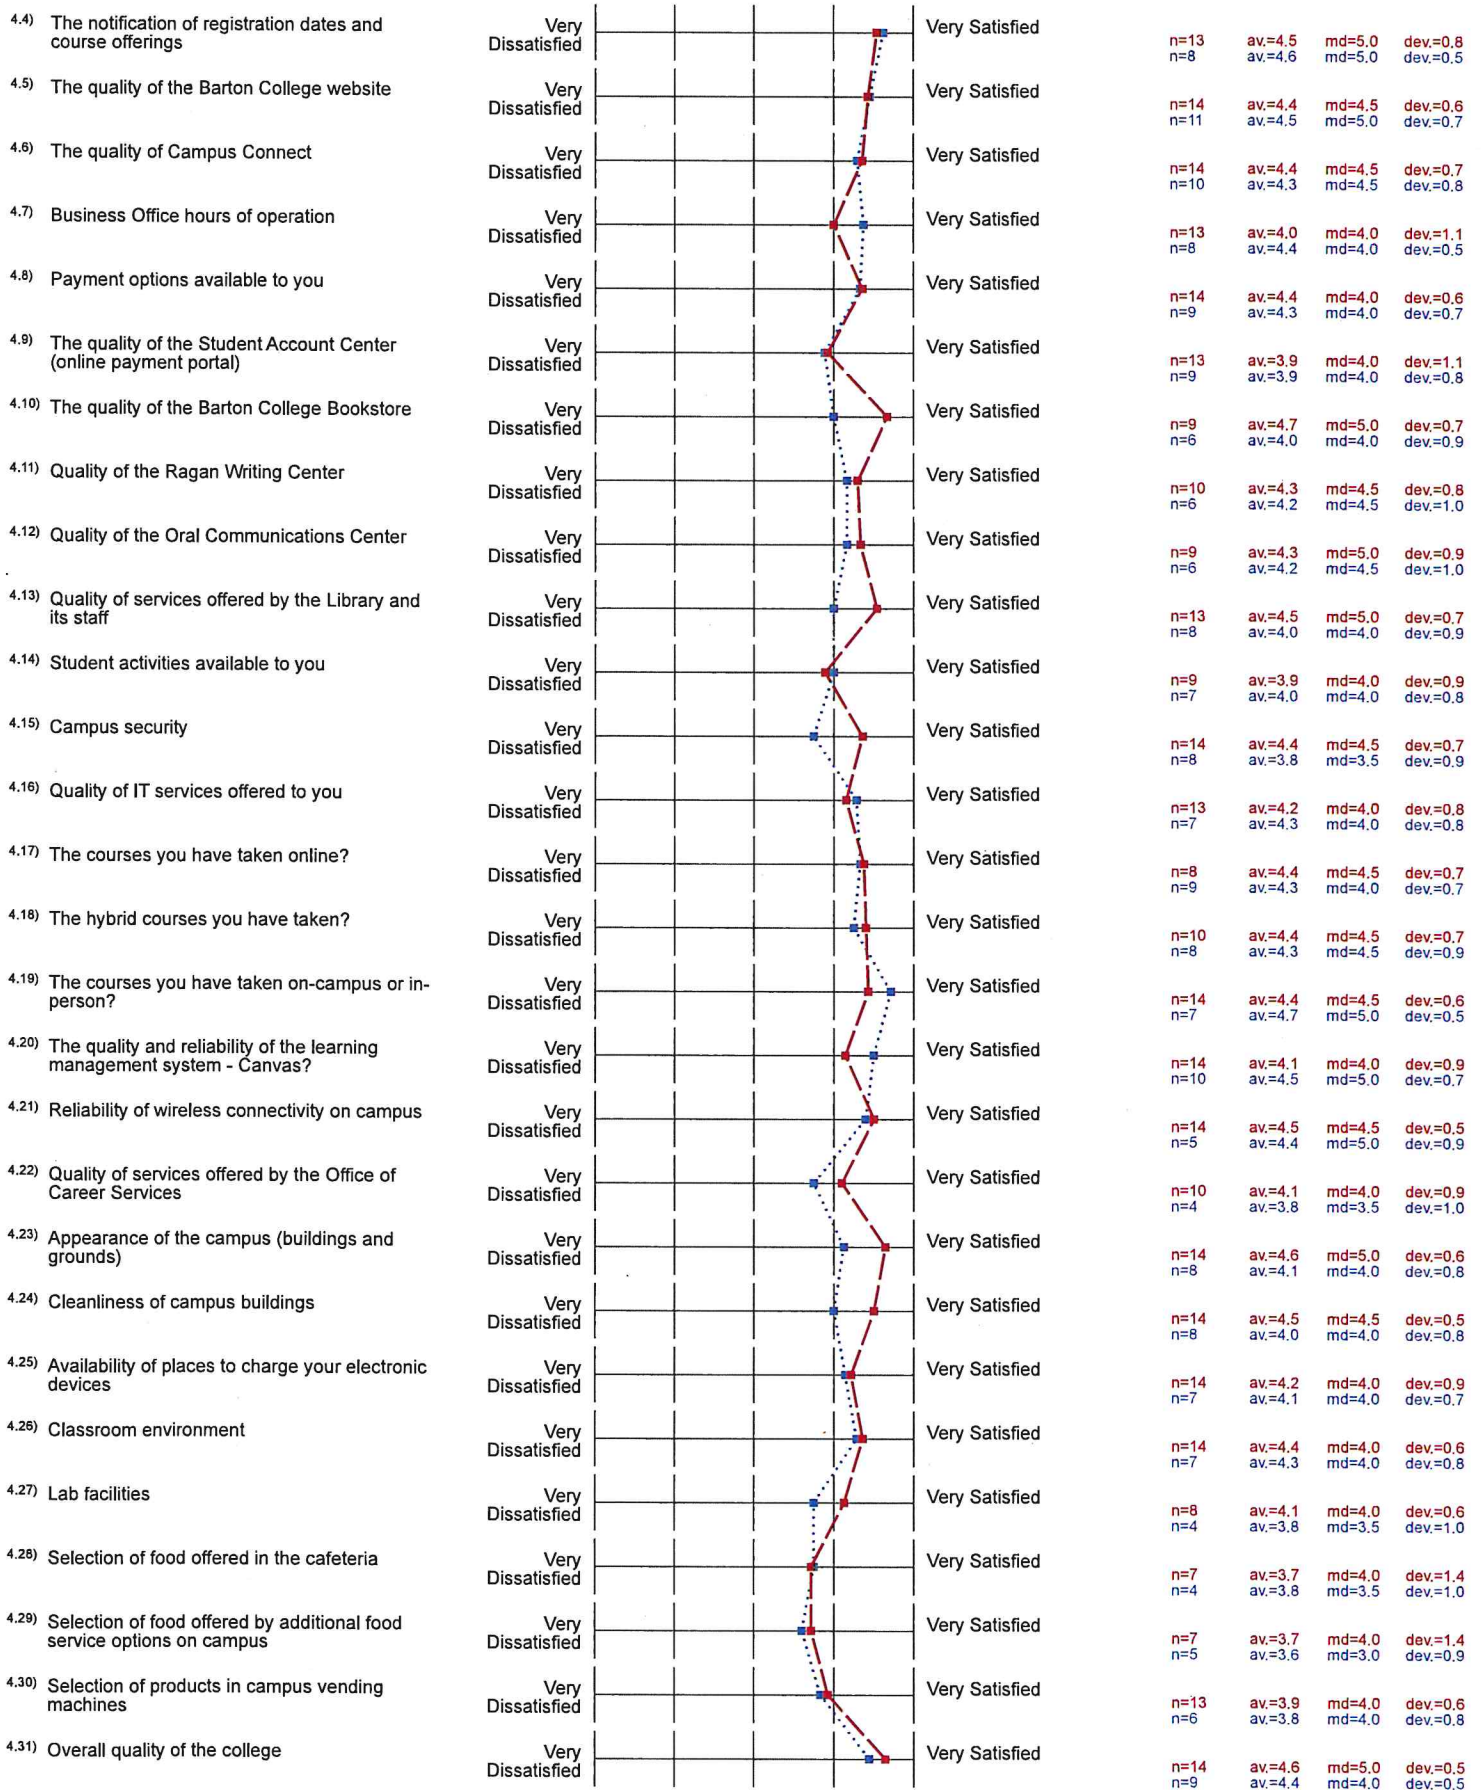 4.4) The notification of registration dates and
course offerings
Very
Dissatisfied
Very Satisfied
n=13 av.=4.5 md=5.0 dev.=0.8
n=8 av.=4.6 md=5.0 dev.=0.5
4.5) The quality of the Barton College website
Very
Dissatisfied
Very Satisfied
n=14 av.=4.4 md=4.5 dev.=0.6
n=11 av.=4.5 md=5.0 dev.=0.7
4.6) The quality of Campus Connect
Very
Dissatisfied
Very Satisfied
n=14 av.=4.4 md=4.5 dev.=0.7
n=10 av.=4.3 md=4.5 dev.=0.8
4.7) Business Office hours of operation
Very
Dissatisfied
Very Satisfied
n=13 av.=4.0 md=4.0 dev.=1.1
n=8 av.=4.4 md=4.0 dev.=0.5
4.8) Payment options available to you
Very
Dissatisfied
Very Satisfied
n=14 av.=4.4 md=4.0 dev.=0.6
n=9 av.=4.3 md=4.0 dev.=0.7
4.9) The quality of the Student Account Center
(online payment portal)
Very
Dissatisfied
Very Satisfied
n=13 av.=3.9 md=4.0 dev.=1.1
n=9 av.=3.9 md=4.0 dev.=0.8
4.10) The quality of the Barton College Bookstore
Very
Dissatisfied
Very Satisfied
n=9 av.=4.7 md=5.0 dev.=0.7
n=6 av.=4.0 md=4.0 dev.=0.9
4.11) Quality of the Ragan Writing Center
Very
Dissatisfied
Very Satisfied
n=10 av.=4.3 md=4.5 dev.=0.8
n=6 av.=4.2 md=4.5 dev.=1.0
4.12) Quality of the Oral Communications Center
Very
Dissatisfied
Very Satisfied
n=9 av.=4.3 md=5.0 dev.=0.9
n=6 av.=4.2 md=4.5 dev.=1.0
4.13) Quality of services offered by the Library and
its staff
Very
Dissatisfied
Very Satisfied
n=13 av.=4.5 md=5.0 dev.=0.7
n=8 av.=4.0 md=4.0 dev.=0.9
4.14) Student activities available to you
Very
Dissatisfied
Very Satisfied
n=9 av.=3.9 md=4.0 dev.=0.9
n=7 av.=4.0 md=4.0 dev.=0.8
4.15) Campus security
Very
Dissatisfied
Very Satisfied
n=14 av.=4.4 md=4.5 dev.=0.7
n=8 av.=3.8 md=3.5 dev.=0.9
4.16) Quality of IT services offered to you
Very
Dissatisfied
Very Satisfied
n=13 av.=4.2 md=4.0 dev.=0.8
n=7 av.=4.3 md=4.0 dev.=0.8
4.17) The courses you have taken online?
Very
Dissatisfied
Very Satisfied
n=8 av.=4.4 md=4.5 dev.=0.7
n=9 av.=4.3 md=4.0 dev.=0.7
4.18) The hybrid courses you have taken?
Very
Dissatisfied
Very Satisfied
n=10 av.=4.4 md=4.5 dev.=0.7
n=8 av.=4.3 md=4.5 dev.=0.9
4.19) The courses you have taken on-campus or in-
person?
Very
Dissatisfied
Very Satisfied
n=14 av.=4.4 md=4.5 dev.=0.6
n=7 av.=4.7 md=5.0 dev.=0.5
4.20) The quality and reliability of the learning
management system - Canvas?
Very
Dissatisfied
Very Satisfied
n=14 av.=4.1 md=4.0 dev.=0.9
n=10 av.=4.5 md=5.0 dev.=0.7
4.21) Reliability of wireless connectivity on campus
Very
Dissatisfied
Very Satisfied
n=14 av.=4.5 md=4.5 dev.=0.5
n=5 av.=4.4 md=5.0 dev.=0.9
4.22) Quality of services offered by the Office of
Career Services
Very
Dissatisfied
Very Satisfied
n=10 av.=4.1 md=4.0 dev.=0.9
n=4 av.=3.8 md=3.5 dev.=1.0
4.23) Appearance of the campus (buildings and
grounds)
Very
Dissatisfied
Very Satisfied
n=14 av.=4.6 md=5.0 dev.=0.6
n=8 av.=4.1 md=4.0 dev.=0.8
4.24) Cleanliness of campus buildings
Very
Dissatisfied
Very Satisfied
n=14 av.=4.5 md=4.5 dev.=0.5
n=8 av.=4.0 md=4.0 dev.=0.8
4.25) Availability of places to charge your electronic
devices
Very
Dissatisfied
Very Satisfied
n=14 av.=4.2 md=4.0 dev.=0.9
n=7 av.=4.1 md=4.0 dev.=0.7
4.26) Classroom environment
Very
Dissatisfied
Very Satisfied
n=14 av.=4.4 md=4.0 dev.=0.6
n=7 av.=4.3 md=4.0 dev.=0.8
4.27) Lab facilities
Very
Dissatisfied
Very Satisfied
n=8 av.=4.1 md=4.0 dev.=0.6
n=4 av.=3.8 md=3.5 dev.=1.0
4.28) Selection of food offered in the cafeteria
Very
Dissatisfied
Very Satisfied
n=7 av.=3.7 md=4.0 dev.=1.4
n=4 av.=3.8 md=3.5 dev.=1.0
4.29) Selection of food offered by additional food
service options on campus
Very
Dissatisfied
Very Satisfied
n=7 av.=3.7 md=4.0 dev.=1.4
n=5 av.=3.6 md=3.0 dev.=0.9
4.30) Selection of products in campus vending
machines
Very
Dissatisfied
Very Satisfied
n=13 av.=3.9 md=4.0 dev.=0.6
n=6 av.=3.8 md=4.0 dev.=0.8
4.31) Overall quality of the college
Very
Dissatisfied
Very Satisfied
n=14 av.=4.6 md=5.0 dev.=0.5
n=9 av.=4.4 md=4.0 dev.=0.5